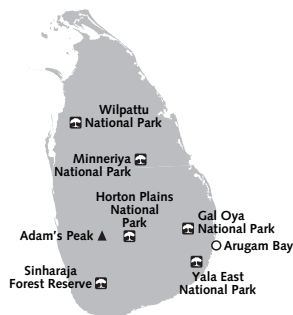 Wilpattu
National Park
Minneriya
National Park
Horton Plains
National
Park
Gal Oya
National Park
Adam's Peak
Arugam Bay
Sinharaja
Forest Reserve
Yala East
National Park